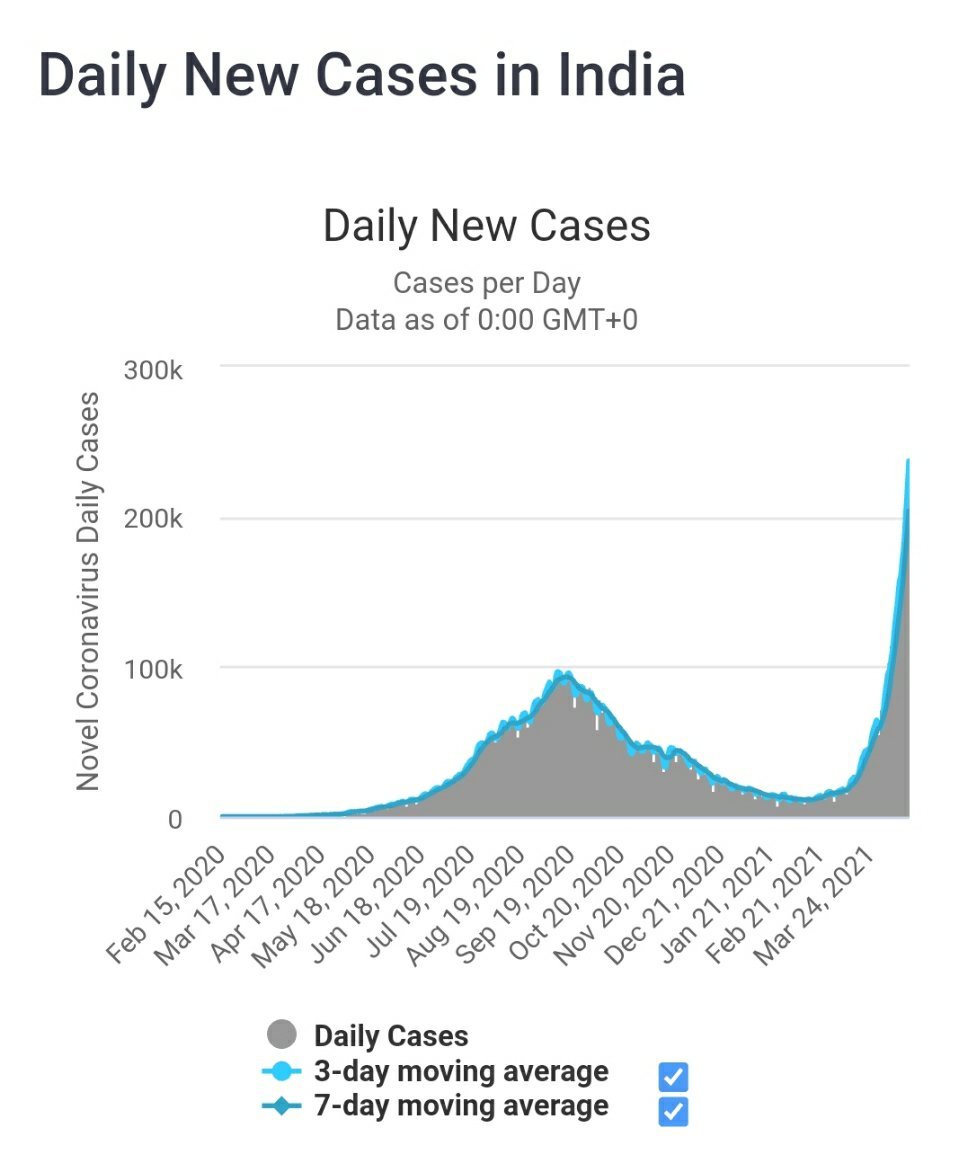 Daily New Cases in India
Daily New Cases
Cases per Day
Data as of 0:00 GMT+0
Novel Coronavirus Daily Cases
300k
200k
100k
0
Feb 15, 2020
Mar 17, 2020
Apr 17, 2020
May 18, 2020
Jun 18, 2020
Jul 19, 2020
Aug 19, 2020
Sep 19, 2020
Oct 20, 2020
Nov 20, 2020
Dec 21, 2020
Jan 21, 2021
Feb 21, 2021
Mar 24, 2021
Daily Cases
3-day moving average
7-day moving average